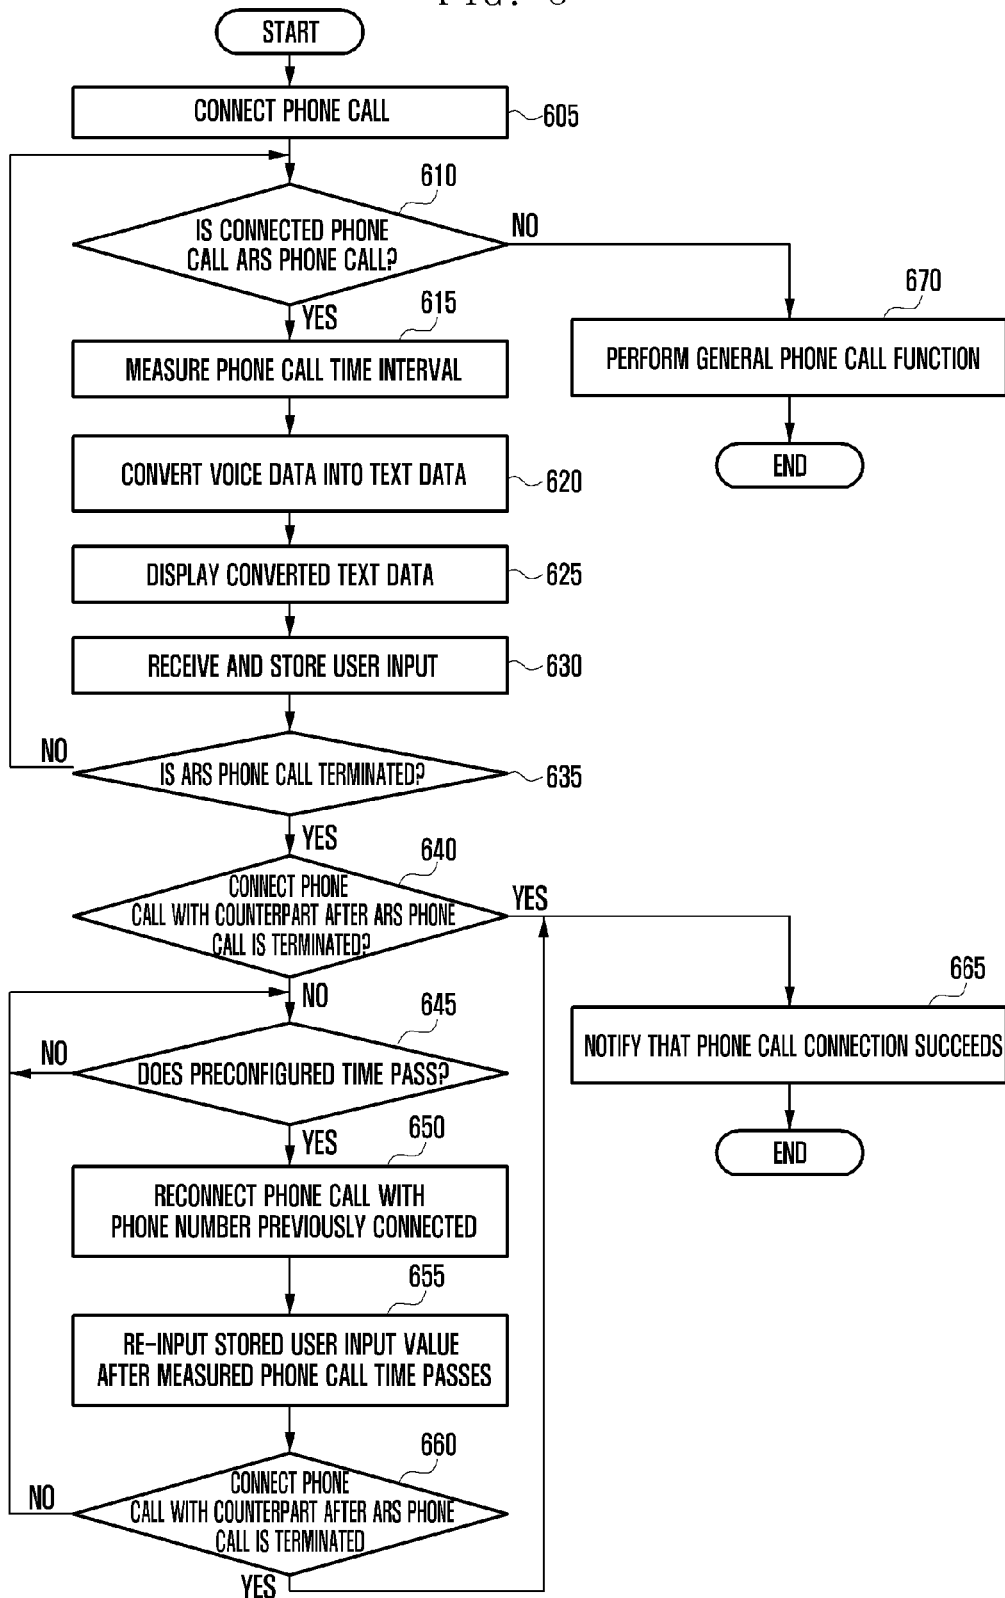 START
CONNECT PHONE CALL
605
610
IS CONNECTED PHONE
CALL ARS PHONE CALL?
NO
YES
615
670
MEASURE PHONE CALL TIME INTERVAL
PERFORM GENERAL PHONE CALL FUNCTION
CONVERT VOICE DATA INTO TEXT DATA
620
END
DISPLAY CONVERTED TEXT DATA
625
RECEIVE AND STORE USER INPUT
630
NO
IS ARS PHONE CALL TERMINATED?
635
YES
640
CONNECT PHONE
CALL WITH COUNTERPART AFTER ARS PHONE
CALL IS TERMINATED?
YES
NO
665
645
NO
DOES PRECONFIGURED TIME PASS?
NOTIFY THAT PHONE CALL CONNECTION SUCCEEDS
YES
650
END
RECONNECT PHONE CALL WITH
PHONE NUMBER PREVIOUSLY CONNECTED
655
RE-INPUT STORED USER INPUT VALUE
AFTER MEASURED PHONE CALL TIME PASSES
660
CONNECT PHONE
CALL WITH COUNTERPART AFTER ARS PHONE
CALL IS TERMINATED
NO
YES